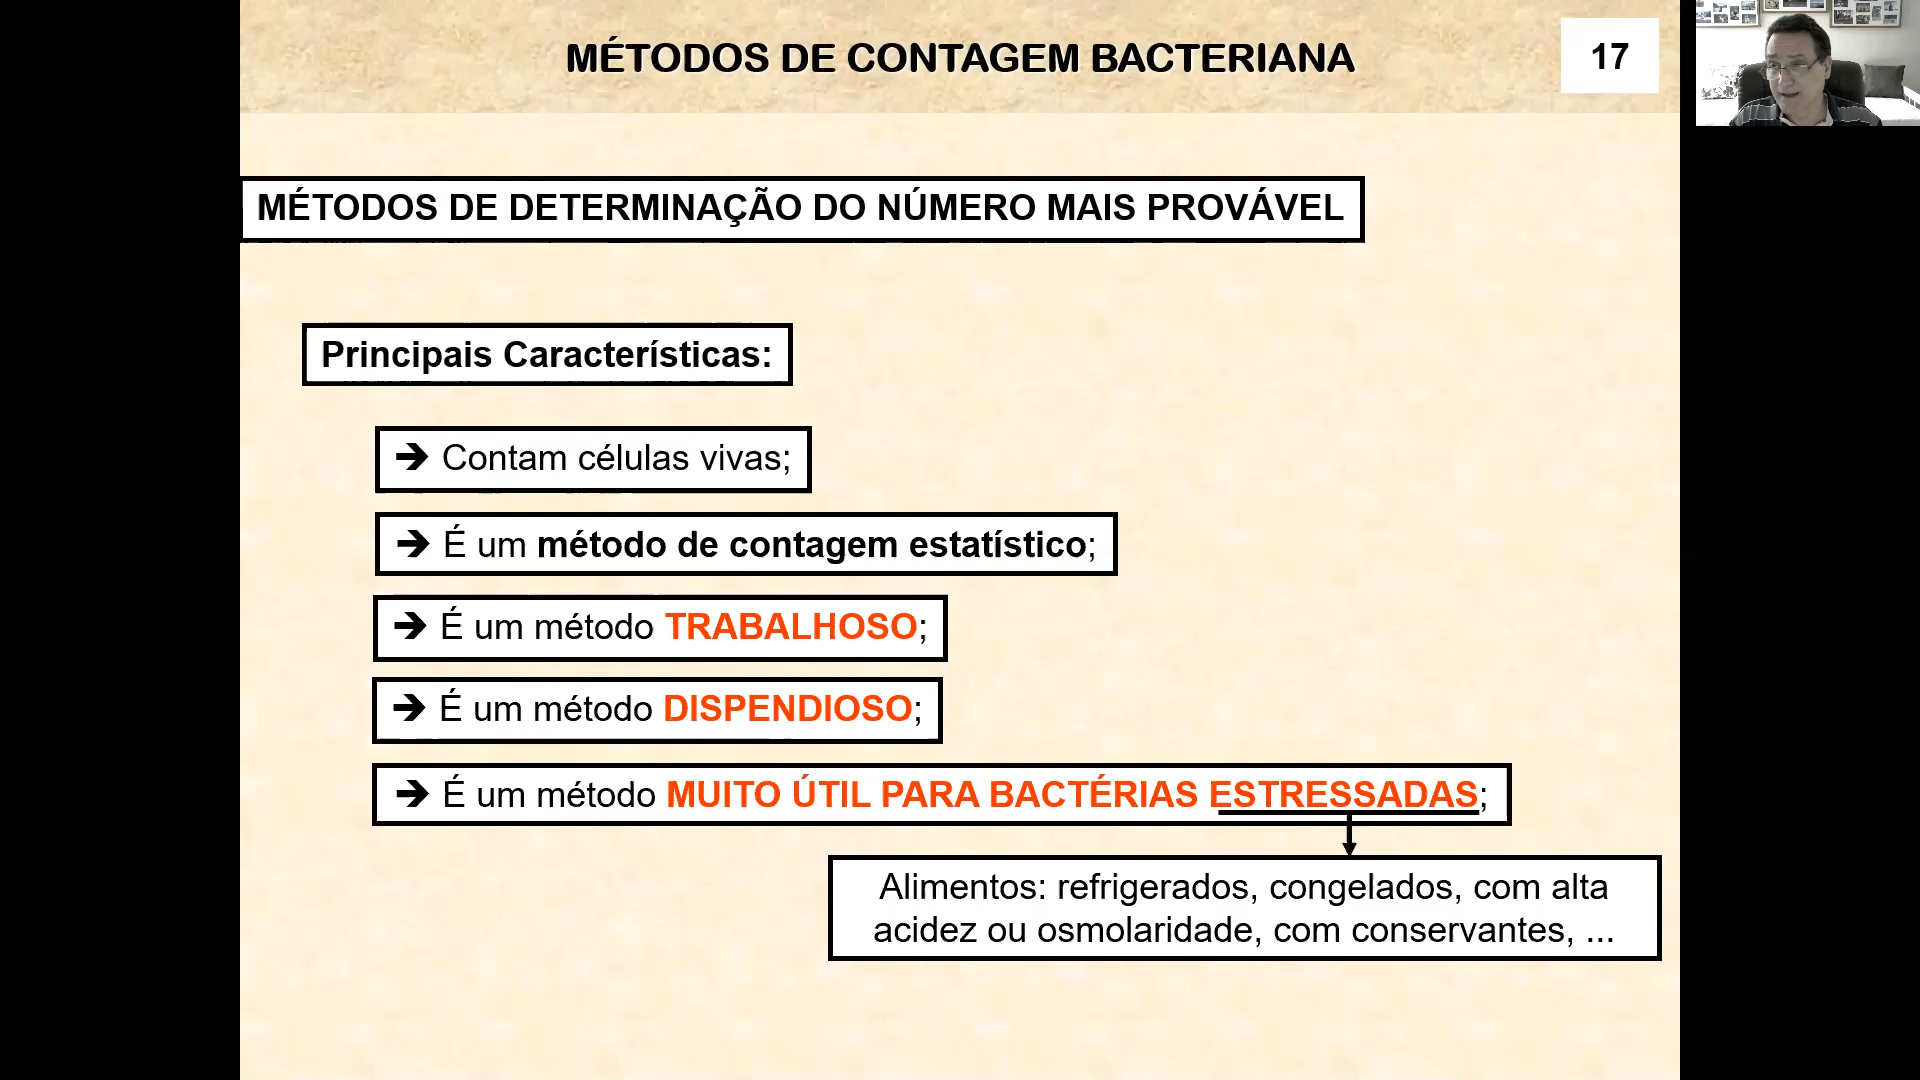 MÉTODOS DE CONTAGEM BACTERIANA
17
MÉTODOS DE DETERMINAÇÃO DO NÚMERO MAIS PROVÁVEL
Principais Características:
➔ Contam células vivas;
➔ É um método de contagem estatístico;
➔ É um método TRABALHOSO;
➔ É um método DISPENDIOSO;
➔ É um método MUITO ÚTIL PARA BACTÉRIAS ESTRESSADAS;
Alimentos: refrigerados, congelados, com alta
acidez ou osmolaridade, com conservantes, ...